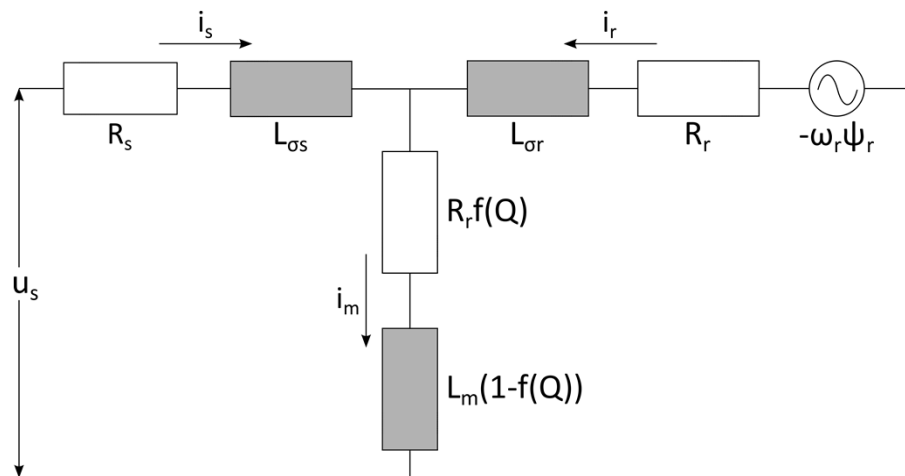 i_s
i_r
R_s
L_σs
L_σr
R_r
-ω_rψ_r
R_rf(Q)
u_s
i_m
L_m(1-f(Q))